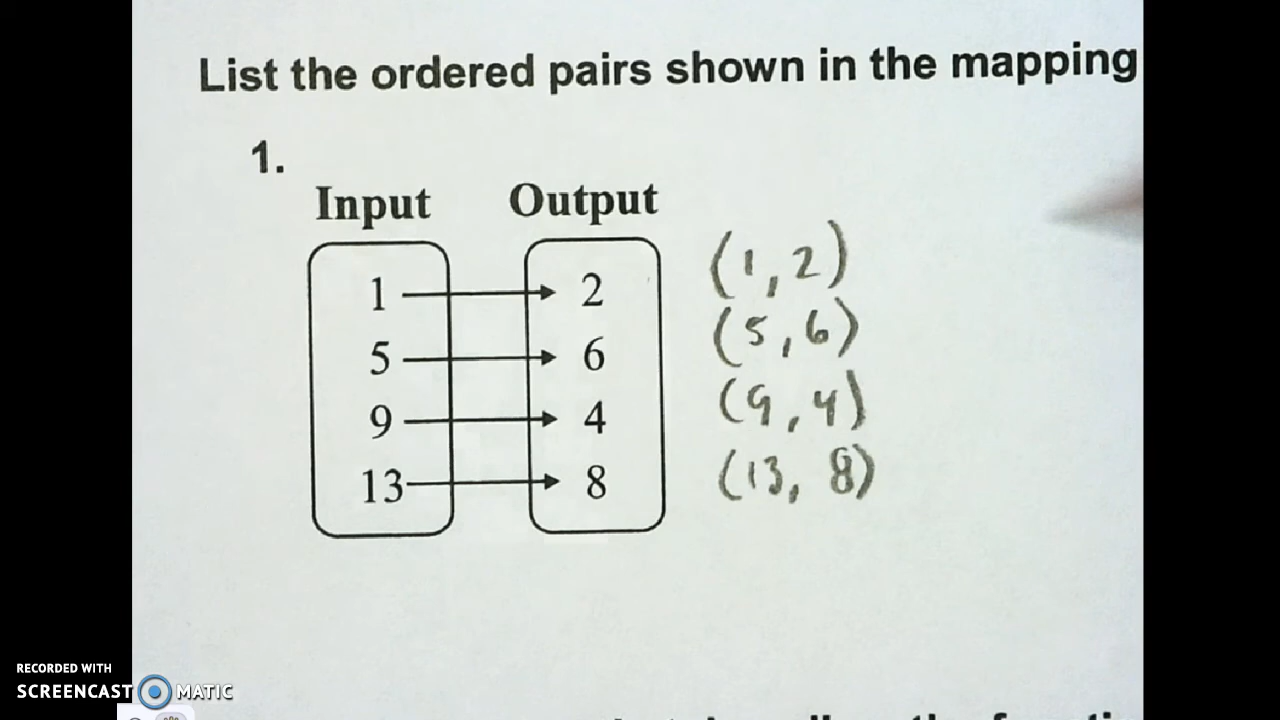 List the ordered pairs shown in the mapping
1.
Input Output
1 2 (1, 2)
5 6 (5, 6)
9 4 (9, 4)
13 8 (13, 8)
RECORDED WITH
SCREENCAST MATIC